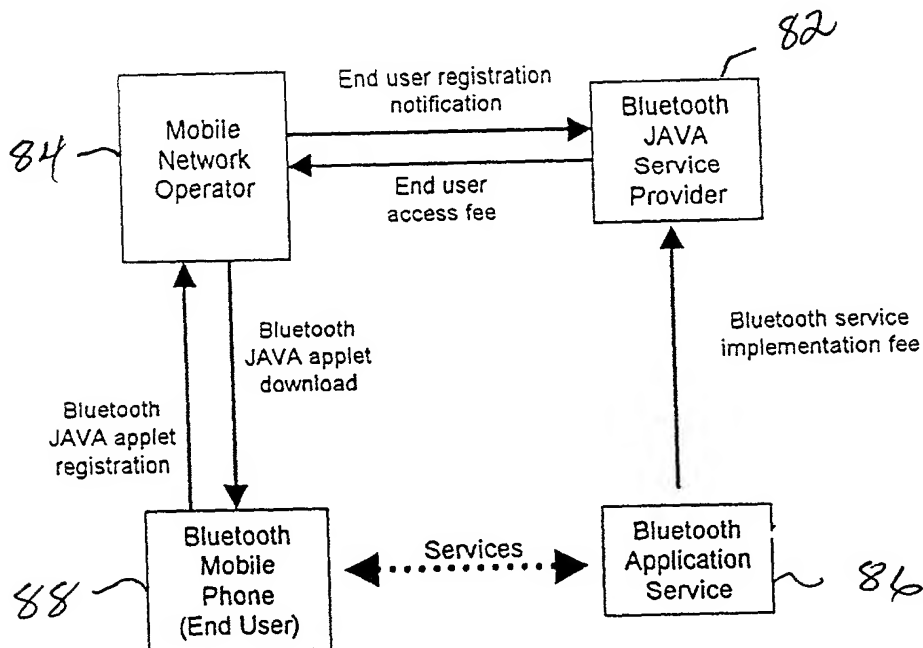 82
End user registration
notification
Mobile
Network
Operator
84
Bluetooth
JAVA
Service
Provider
End user
access fee
Bluetooth
JAVA applet
download
Bluetooth service
implementation fee
Bluetooth
JAVA applet
registration
Bluetooth
Mobile
Phone
(End User)
88
Services
Bluetooth
Application
Service
86